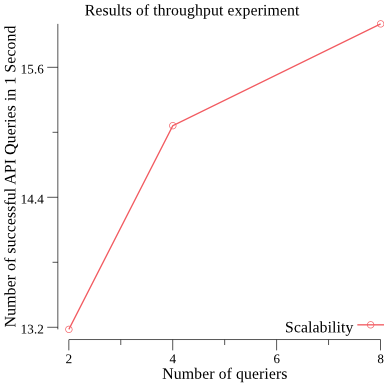 Results of throughput experiment
Number of successful API Queries in 1 Second
15.6
14.4
13.2
Scalability
2
4
6
8
Number of queriers